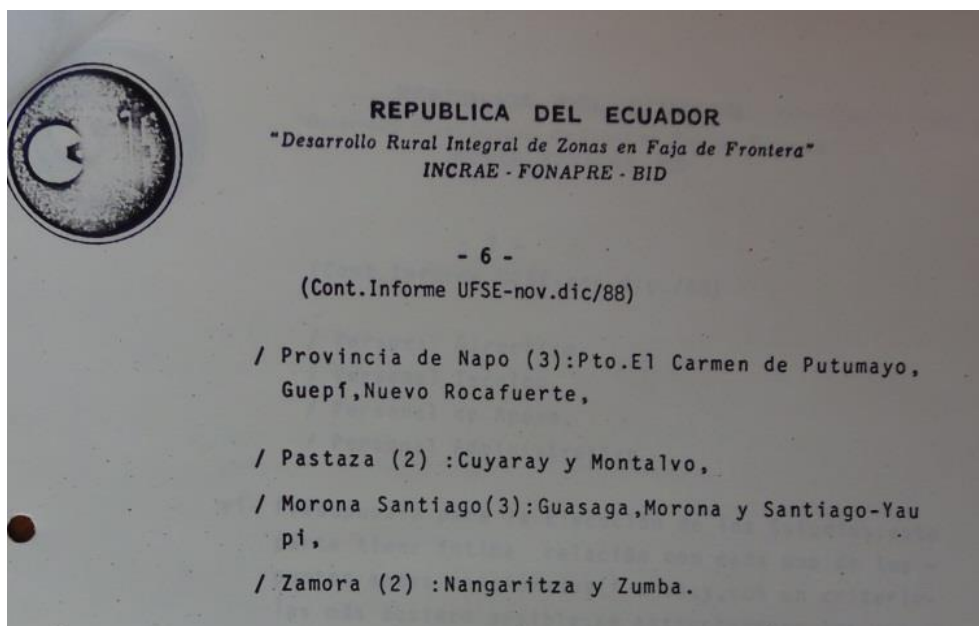 REPUBLICA DEL ECUADOR
"Desarrollo Rural Integral de Zonas en Faja de Frontera"
INCRAE - FONAPRE - BID
- 6 -
(Cont.Informe UFSE-nov.dic/88)
/ Provincia de Napo (3):Pto.El Carmen de Putumayo,
Guepí,Nuevo Rocafuerte,
/ Pastaza (2) :Cuyaray y Montalvo,
/ Morona Santiago(3):Guasaga,Morona y Santiago-Yau
pi,
/ Zamora (2) :Nangaritza y Zumba.